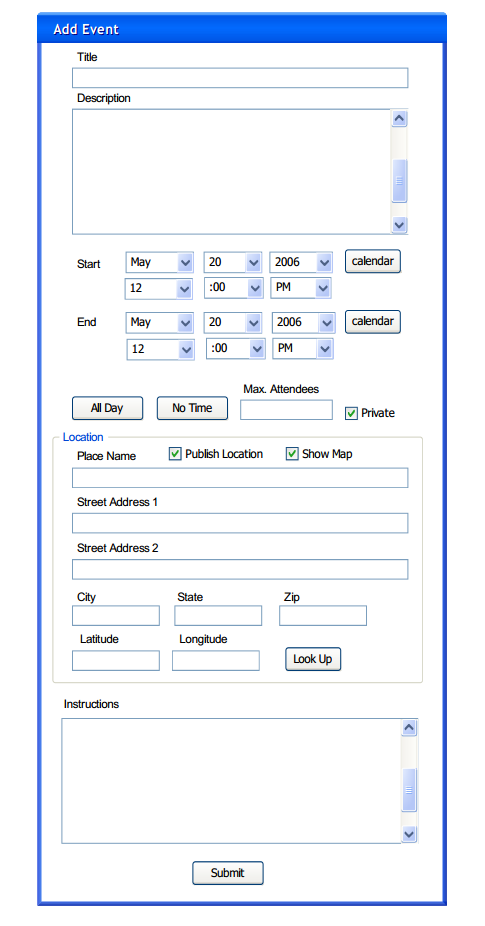 Add Event
Title
Description
Start May 20 2006 calendar
12 :00 PM
End May 20 2006 calendar
12 :00 PM
Max. Attendees
All Day No Time Private
Location
Place Name Publish Location Show Map
Street Address 1
Street Address 2
City State Zip
Latitude Longitude
Look Up
Instructions
Submit